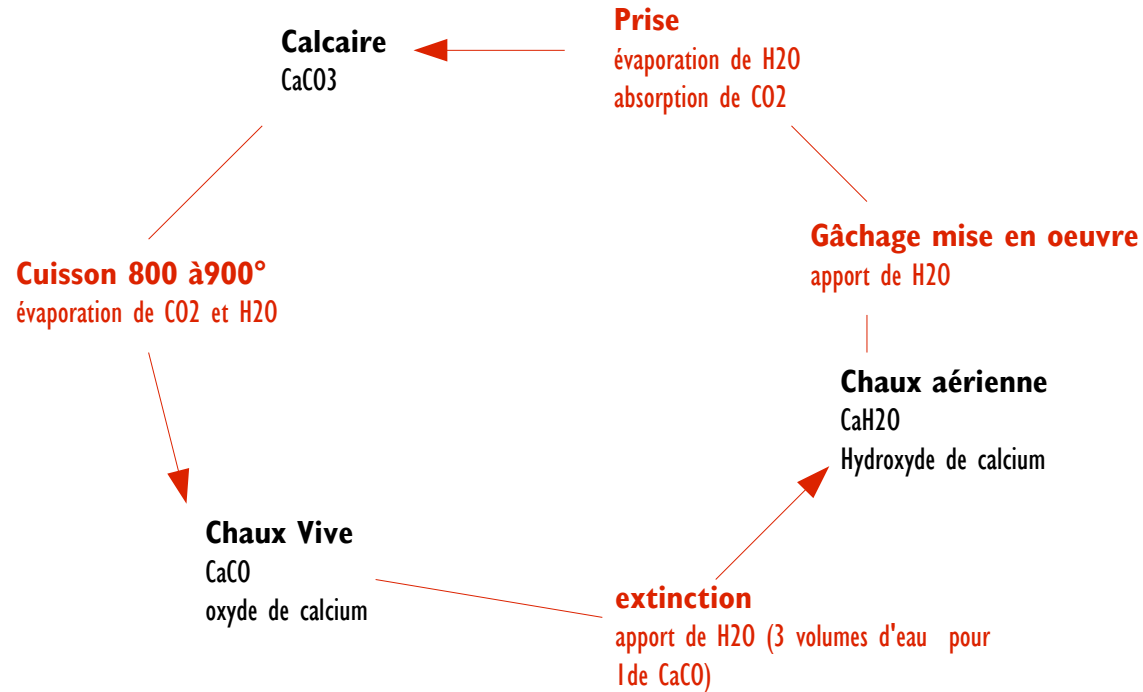 Calcaire
CaCO3
Prise
évaporation de H2O
absorption de CO2
Gâchage mise en oeuvre
apport de H2O
Cuisson 800 à900°
évaporation de CO2 et H2O
Chaux aérienne
CaH2O
Hydroxyde de calcium
Chaux Vive
CaCO
oxyde de calcium
extinction
apport de H2O (3 volumes d'eau pour
1de CaCO)